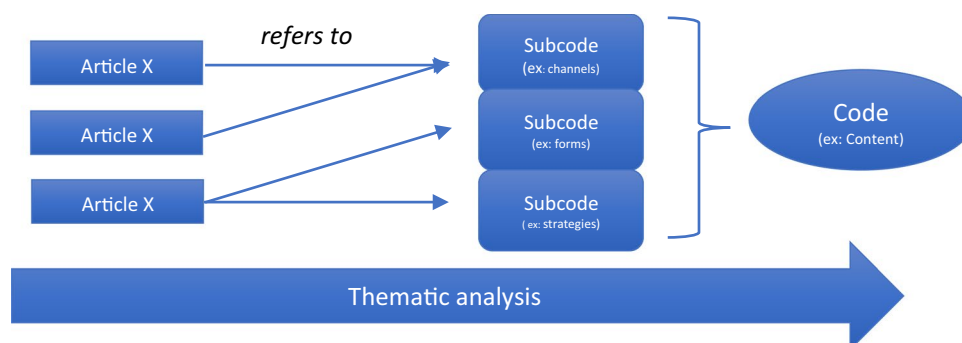 refers to
Article X
Article X
Article X
Subcode
(ex: channels)
Subcode
(ex: forms)
Subcode
( ex: strategies)
Code
(ex: Content)
Thematic analysis